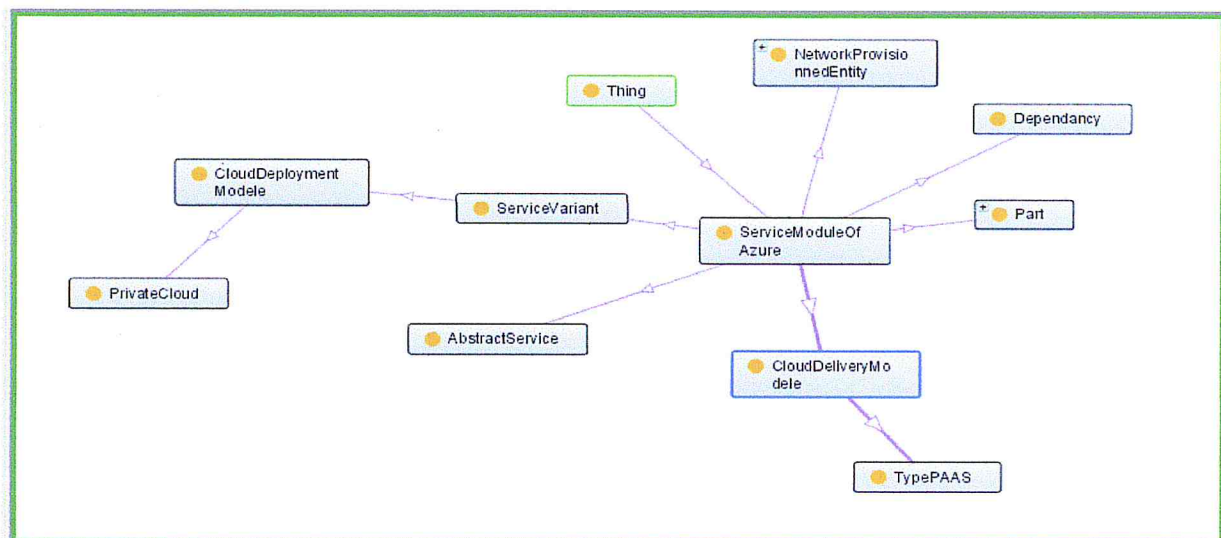 NetworkProvisio
nnedEntity
Thing
Dependancy
CloudDeployment
Modele
ServiceVariant
Part
ServiceModuleOf
Azure
PrivateCloud
AbstractService
CloudDeliveryMo
dele
TypePAAS